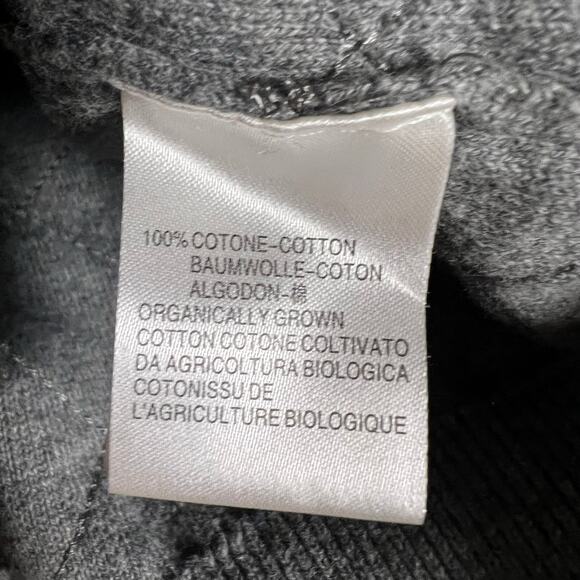 100% COTONE-COTTON
BAUMWOLLE-COTON
ALGODON-棉
ORGANICALLY GROWN
COTTON COTONE COLTIVATO
DA AGRICOLTURA BIOLOGICA
COTONISSU DE
L'AGRICULTURE BIOLOGIQUE